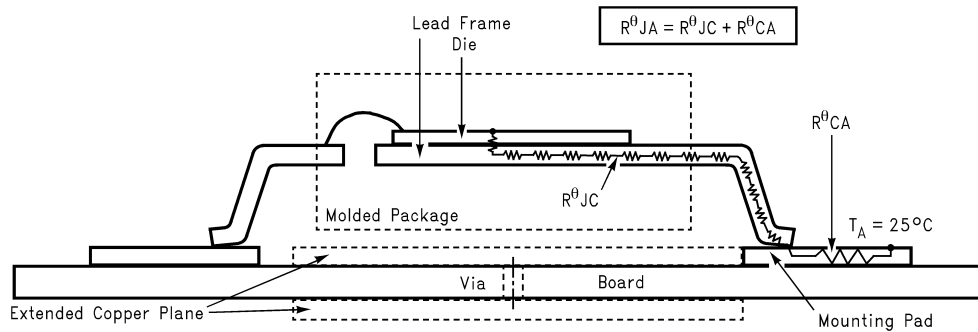 RθJA = RθJC + RθCA
Lead Frame
Die
RθCA
RθJC
Molded Package
TA = 25°C
Via
Board
Extended Copper Plane
Mounting Pad